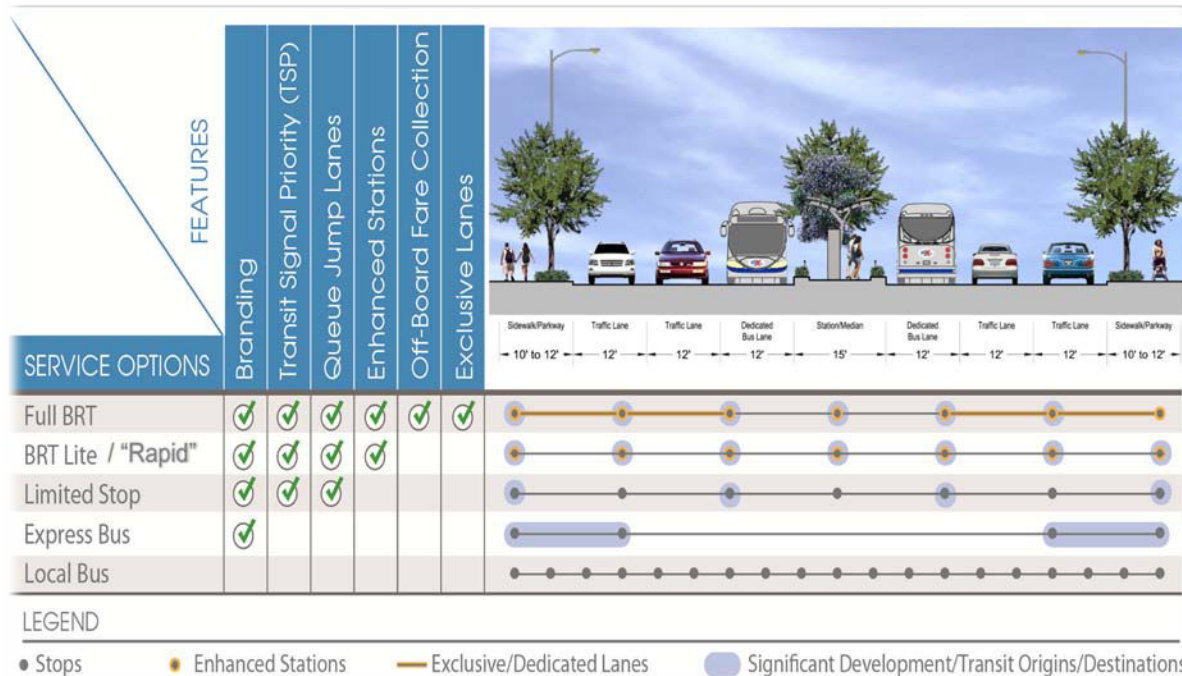 FEATURES
Branding
Transit Signal Priority (TSP)
Queue Jump Lanes
Enhanced Stations
Off-Board Fare Collection
Exclusive Lanes
Sidewalk/Parkway
Traffic Lane
Traffic Lane
Dedicated
Bus Lane
Station/Median
Dedicated
Bus Lane
Traffic Lane
Traffic Lane
Sidewalk/Parkway
10' to 12'
12'
12'
12'
15'
12'
12'
12'
10' to 12'
SERVICE OPTIONS
Full BRT
BRT Lite / "Rapid"
Limited Stop
Express Bus
Local Bus
LEGEND
Stops
Enhanced Stations
Exclusive/Dedicated Lanes
Significant Development/Transit Origins/Destinations